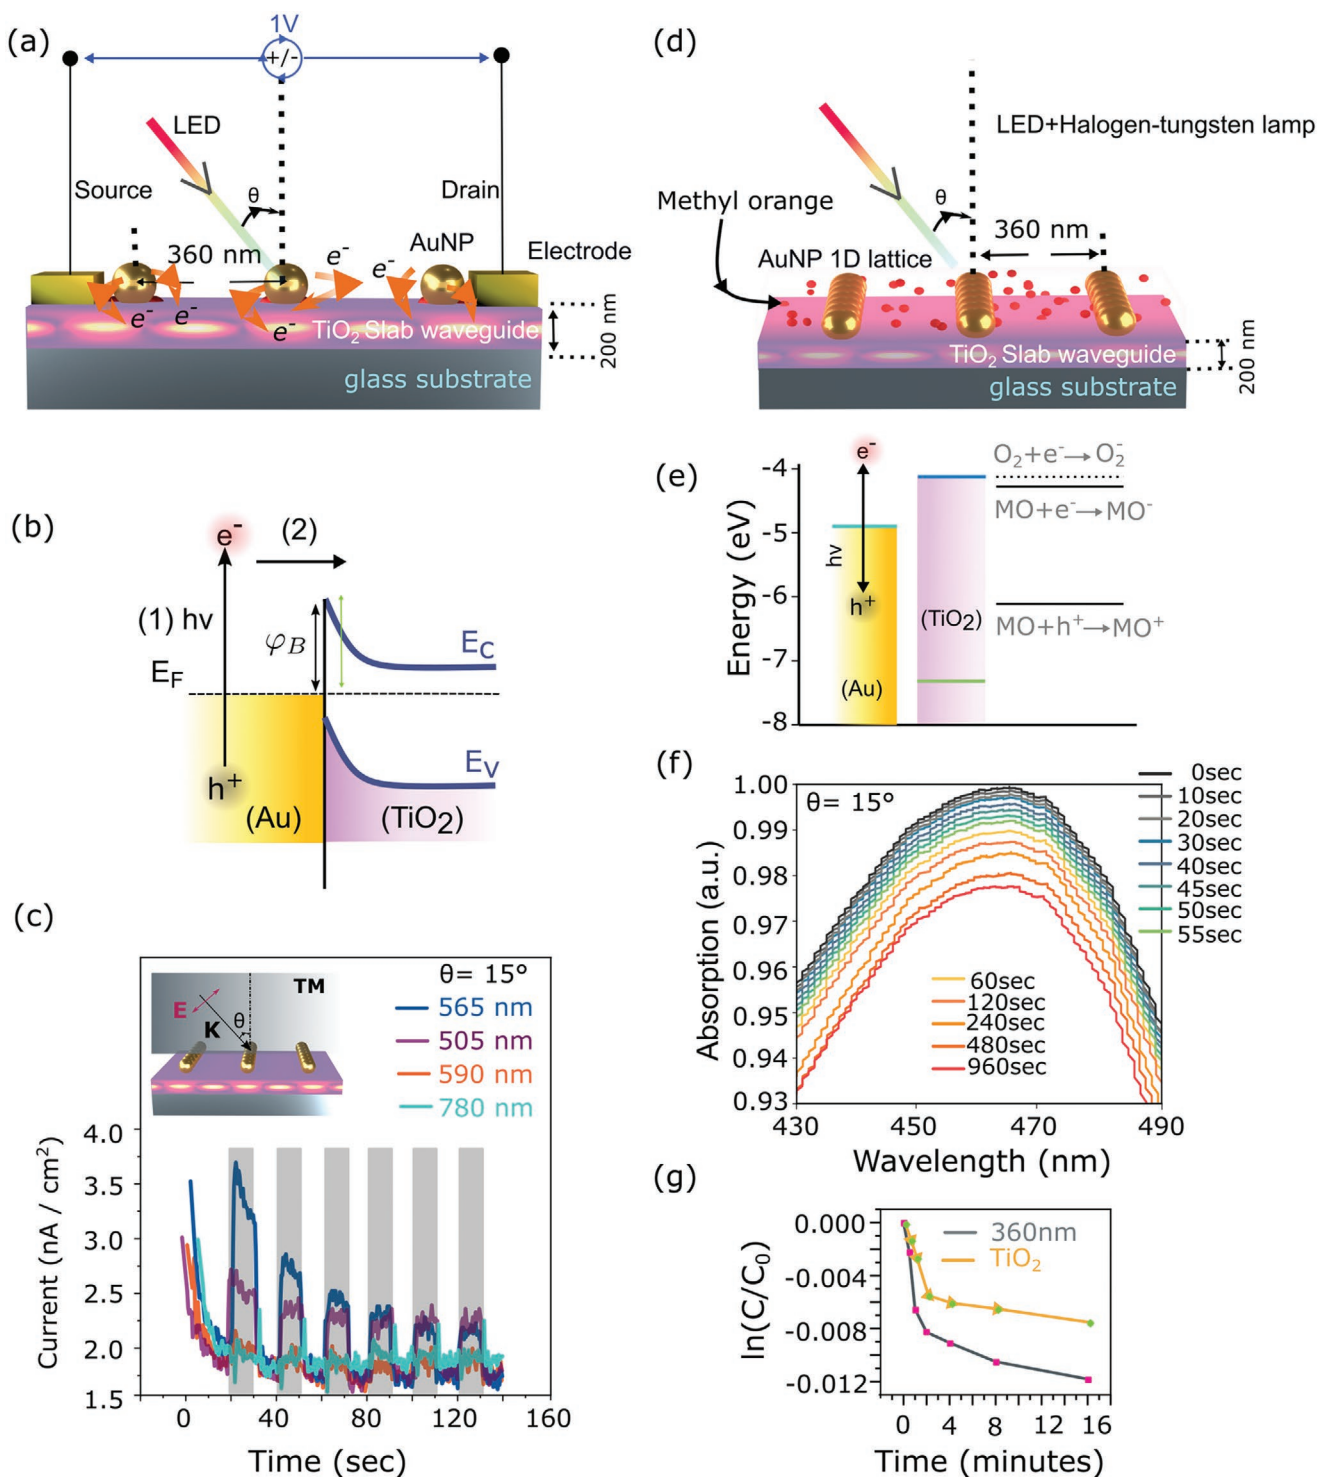 (a)
1V
+/-
LED
θ
Source
Drain
360 nm
AuNP
Electrode
e-
e-
e-
e-
e-
TiO2 Slab waveguide
200 nm
glass substrate
(d)
LED+Halogen-tungsten lamp
θ
Methyl orange
360 nm
AuNP 1D lattice
TiO2 Slab waveguide
200 nm
glass substrate
(b)
e-
(2)
(1) hν
φB
EC
EF
EV
h+
(Au)
(TiO2)
(e)
Energy (eV)
-4
-5
-6
-7
-8
e-
hν
h+
(Au)
(TiO2)
O2+e-→O2-
MO+e-→MO-
MO+h+→MO+
(c)
θ= 15°
565 nm
505 nm
590 nm
780 nm
TM
E
K
θ
Current (nA / cm2)
4.0
3.5
3.0
2.5
2.0
1.5
0 40 80 120 160
Time (sec)
(f)
θ= 15°
Absorption (a.u.)
1.00
0.99
0.98
0.97
0.96
0.95
0.94
0.93
0sec
10sec
20sec
30sec
40sec
45sec
50sec
55sec
60sec
120sec
240sec
480sec
960sec
430 450 470 490
Wavelength (nm)
(g)
ln(C/C0)
0.000
-0.004
-0.008
-0.012
360nm
TiO2
0 4 8 12 16
Time (minutes)